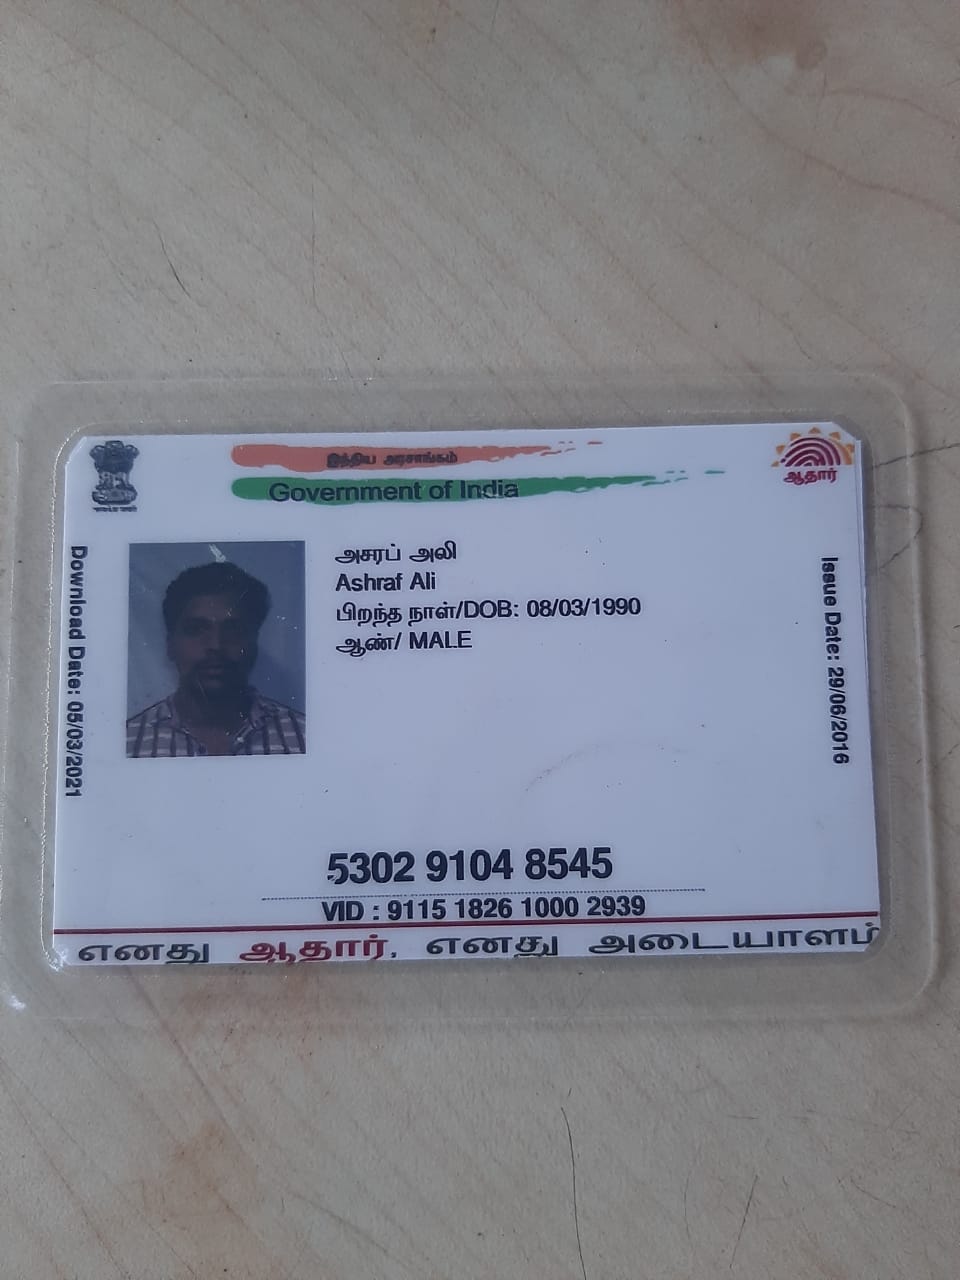 இந்திய அரசாங்கம்
Government of India
ஆதார்
Download Date: 05/03/2021
அசரப் அலி
Ashraf Ali
பிறந்த நாள்/DOB: 08/03/1990
ஆண்/ MALE
Issue Date: 29/06/2016
5302 9104 8545
VID : 9115 1826 1000 2939
எனது ஆதார், எனது அடையாளம்